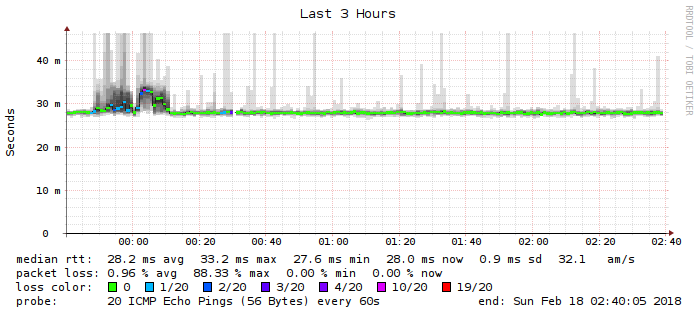 Last 3 Hours
RRDTOOL / TOBI OETIKER
Seconds
40 m
30 m
20 m
10 m
0
00:00 00:20 00:40 01:00 01:20 01:40 02:00 02:20 02:40
median rtt: 28.2 ms avg 33.2 ms max 27.6 ms min 28.0 ms now 0.9 ms sd 32.1 am/s
packet loss: 0.96 % avg 88.33 % max 0.00 % min 0.00 % now
loss color: 0 1/20 2/20 3/20 4/20 10/20 19/20
probe: 20 ICMP Echo Pings (56 Bytes) every 60s end: Sun Feb 18 02:40:05 2018